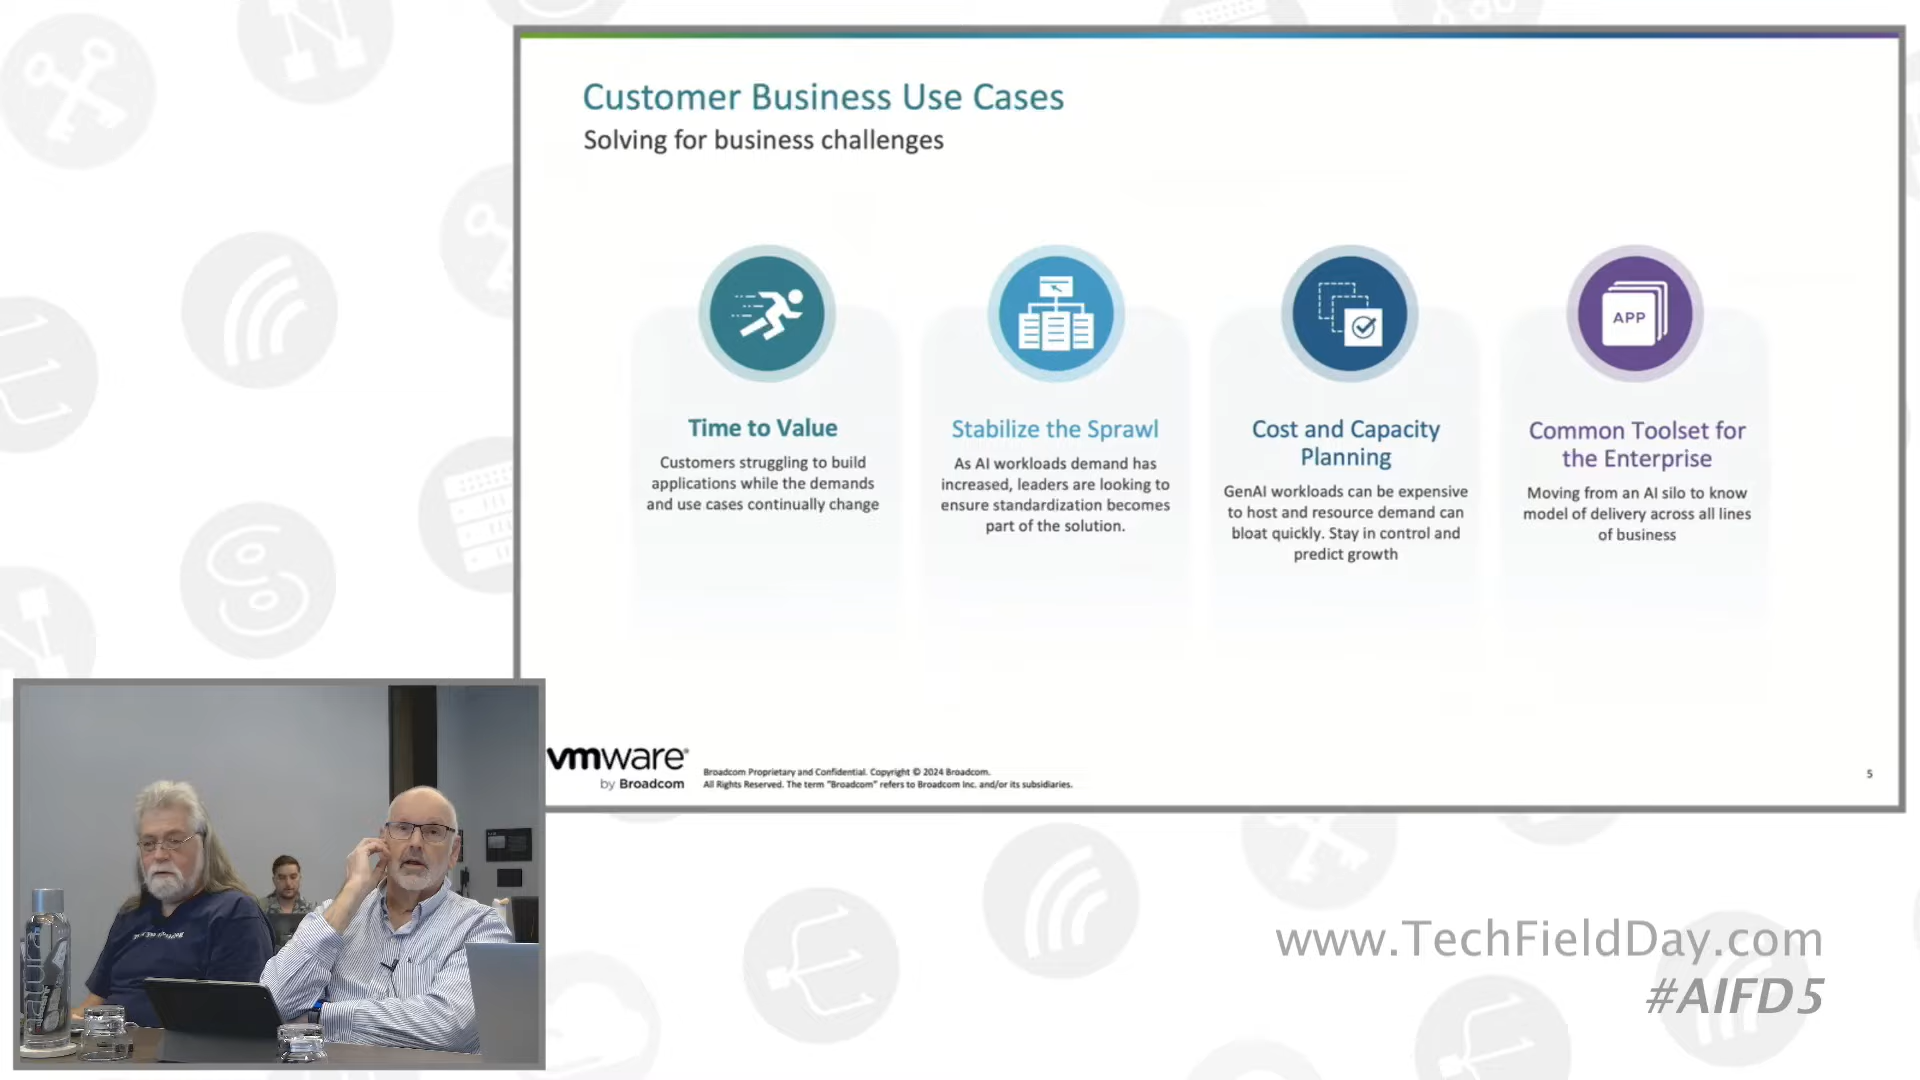 Customer Business Use Cases
Solving for business challenges
APP
Time to Value
Customers struggling to build
applications while the demands
and use cases continually change
Stabilize the Sprawl
As AI workloads demand has
increased, leaders are looking to
ensure standardization becomes
part of the solution.
Cost and Capacity
Planning
GenAI workloads can be expensive
to host and resource demand can
bloat quickly. Stay in control and
predict growth
Common Toolset for
the Enterprise
Moving from an AI silo to know
model of delivery across all lines
of business
vmware®
by Broadcom
Broadcom Proprietary and Confidential. Copyright © 2024 Broadcom.
All Rights Reserved. The term "Broadcom" refers to Broadcom Inc. and/or its subsidiaries.
5
www.TechFieldDay.com
#AIFD5